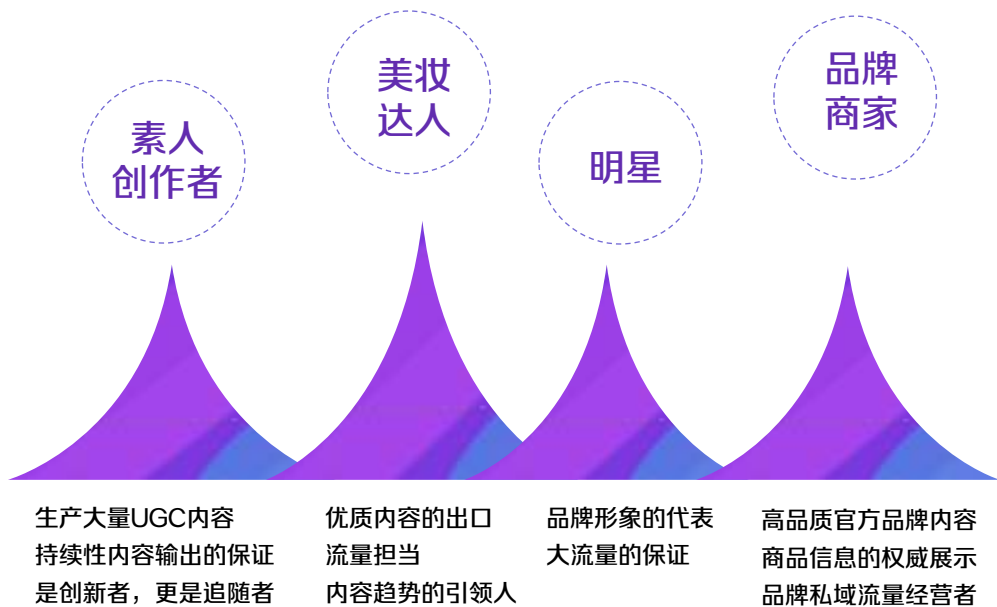 素人
创作者
美妆
达人
明星
品牌
商家
生产大量UGC内容
持续性内容输出的保证
是创新者，更是追随者
优质内容的出口
流量担当
内容趋势的引领人
品牌形象的代表
大流量的保证
高品质官方品牌内容
商品信息的权威展示
品牌私域流量经营者